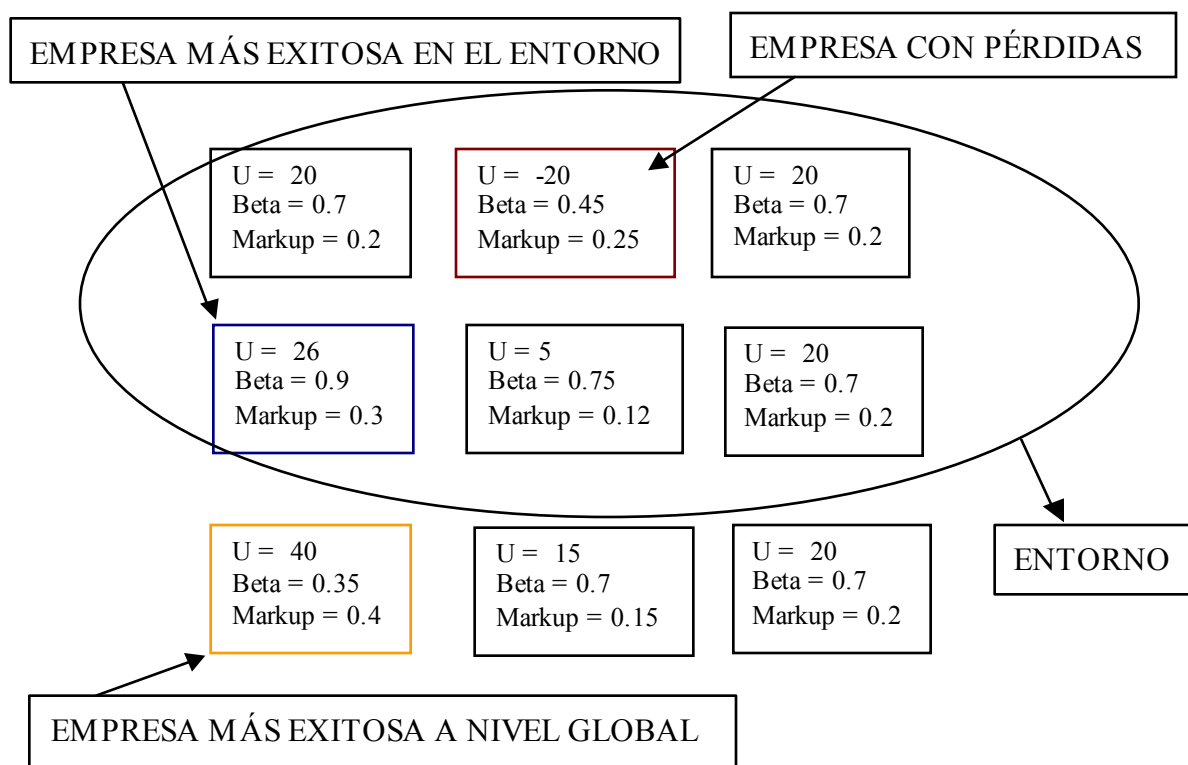 EMPRESA MÁS EXITOSA EN EL ENTORNO
EMPRESA CON PÉRDIDAS
U = 20
Beta = 0.7
Markup = 0.2
U = -20
Beta = 0.45
Markup = 0.25
U = 20
Beta = 0.7
Markup = 0.2
U = 26
Beta = 0.9
Markup = 0.3
U = 5
Beta = 0.75
Markup = 0.12
U = 20
Beta = 0.7
Markup = 0.2
U = 40
Beta = 0.35
Markup = 0.4
U = 15
Beta = 0.7
Markup = 0.15
U = 20
Beta = 0.7
Markup = 0.2
ENTORNO
EMPRESA MÁS EXITOSA A NIVEL GLOBAL